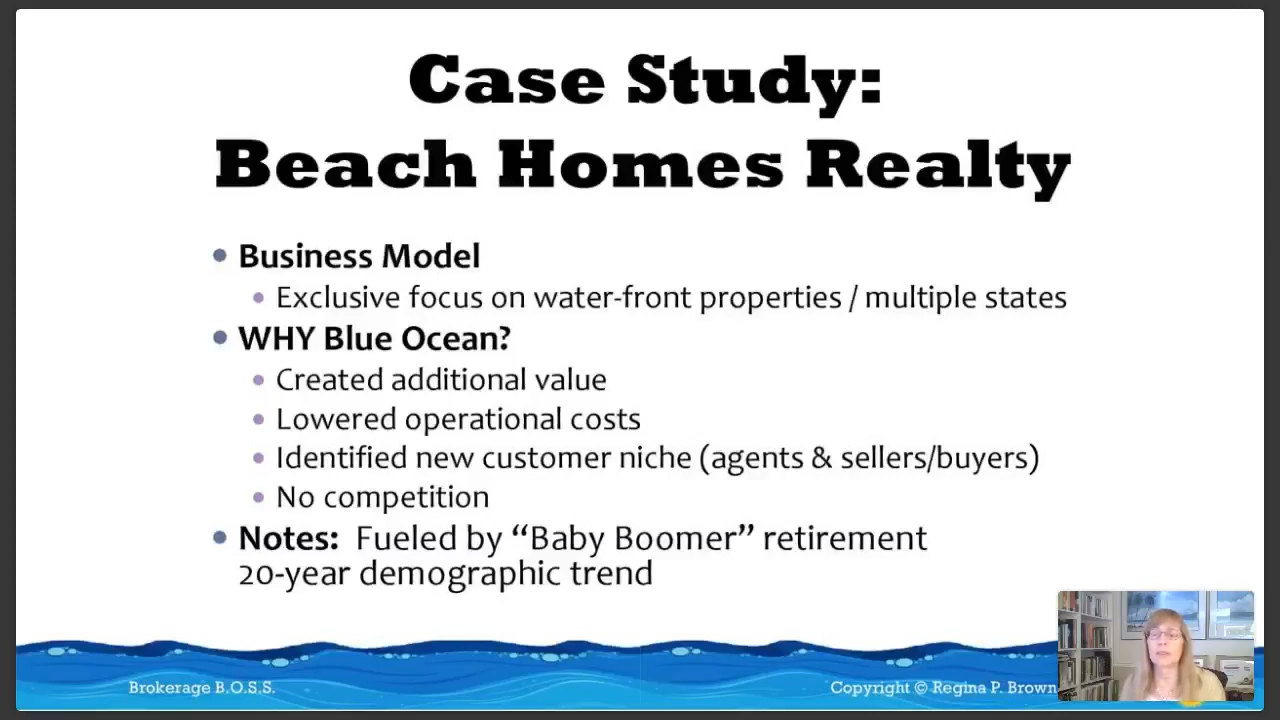 Case Study:
Beach Homes Realty
Business Model
Exclusive focus on water-front properties / multiple states
WHY Blue Ocean?
Created additional value
Lowered operational costs
Identified new customer niche (agents & sellers/buyers)
No competition
Notes: Fueled by “Baby Boomer” retirement
20-year demographic trend
Brokerage B.O.S.S.
Copyright © Regina P. Brown